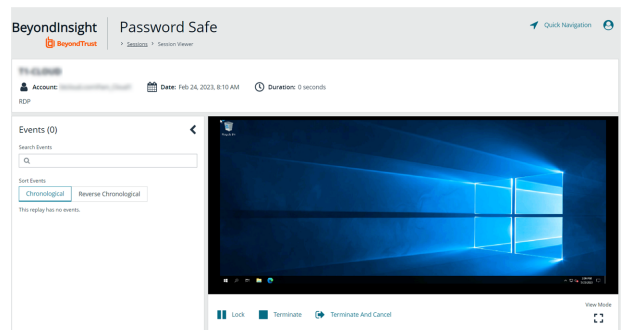 BeyondInsight
BeyondTrust
Password Safe
> Sessions > Session Viewer
Quick Navigation
Account:
Date: Feb 24, 2023, 8:10 AM
Duration: 0 seconds
RDP
Events (0)
Search Events
Sort Events
Chronological
Reverse Chronological
This replay has no events.
Recycle Bin
Lock
Terminate
Terminate And Cancel
View Mode